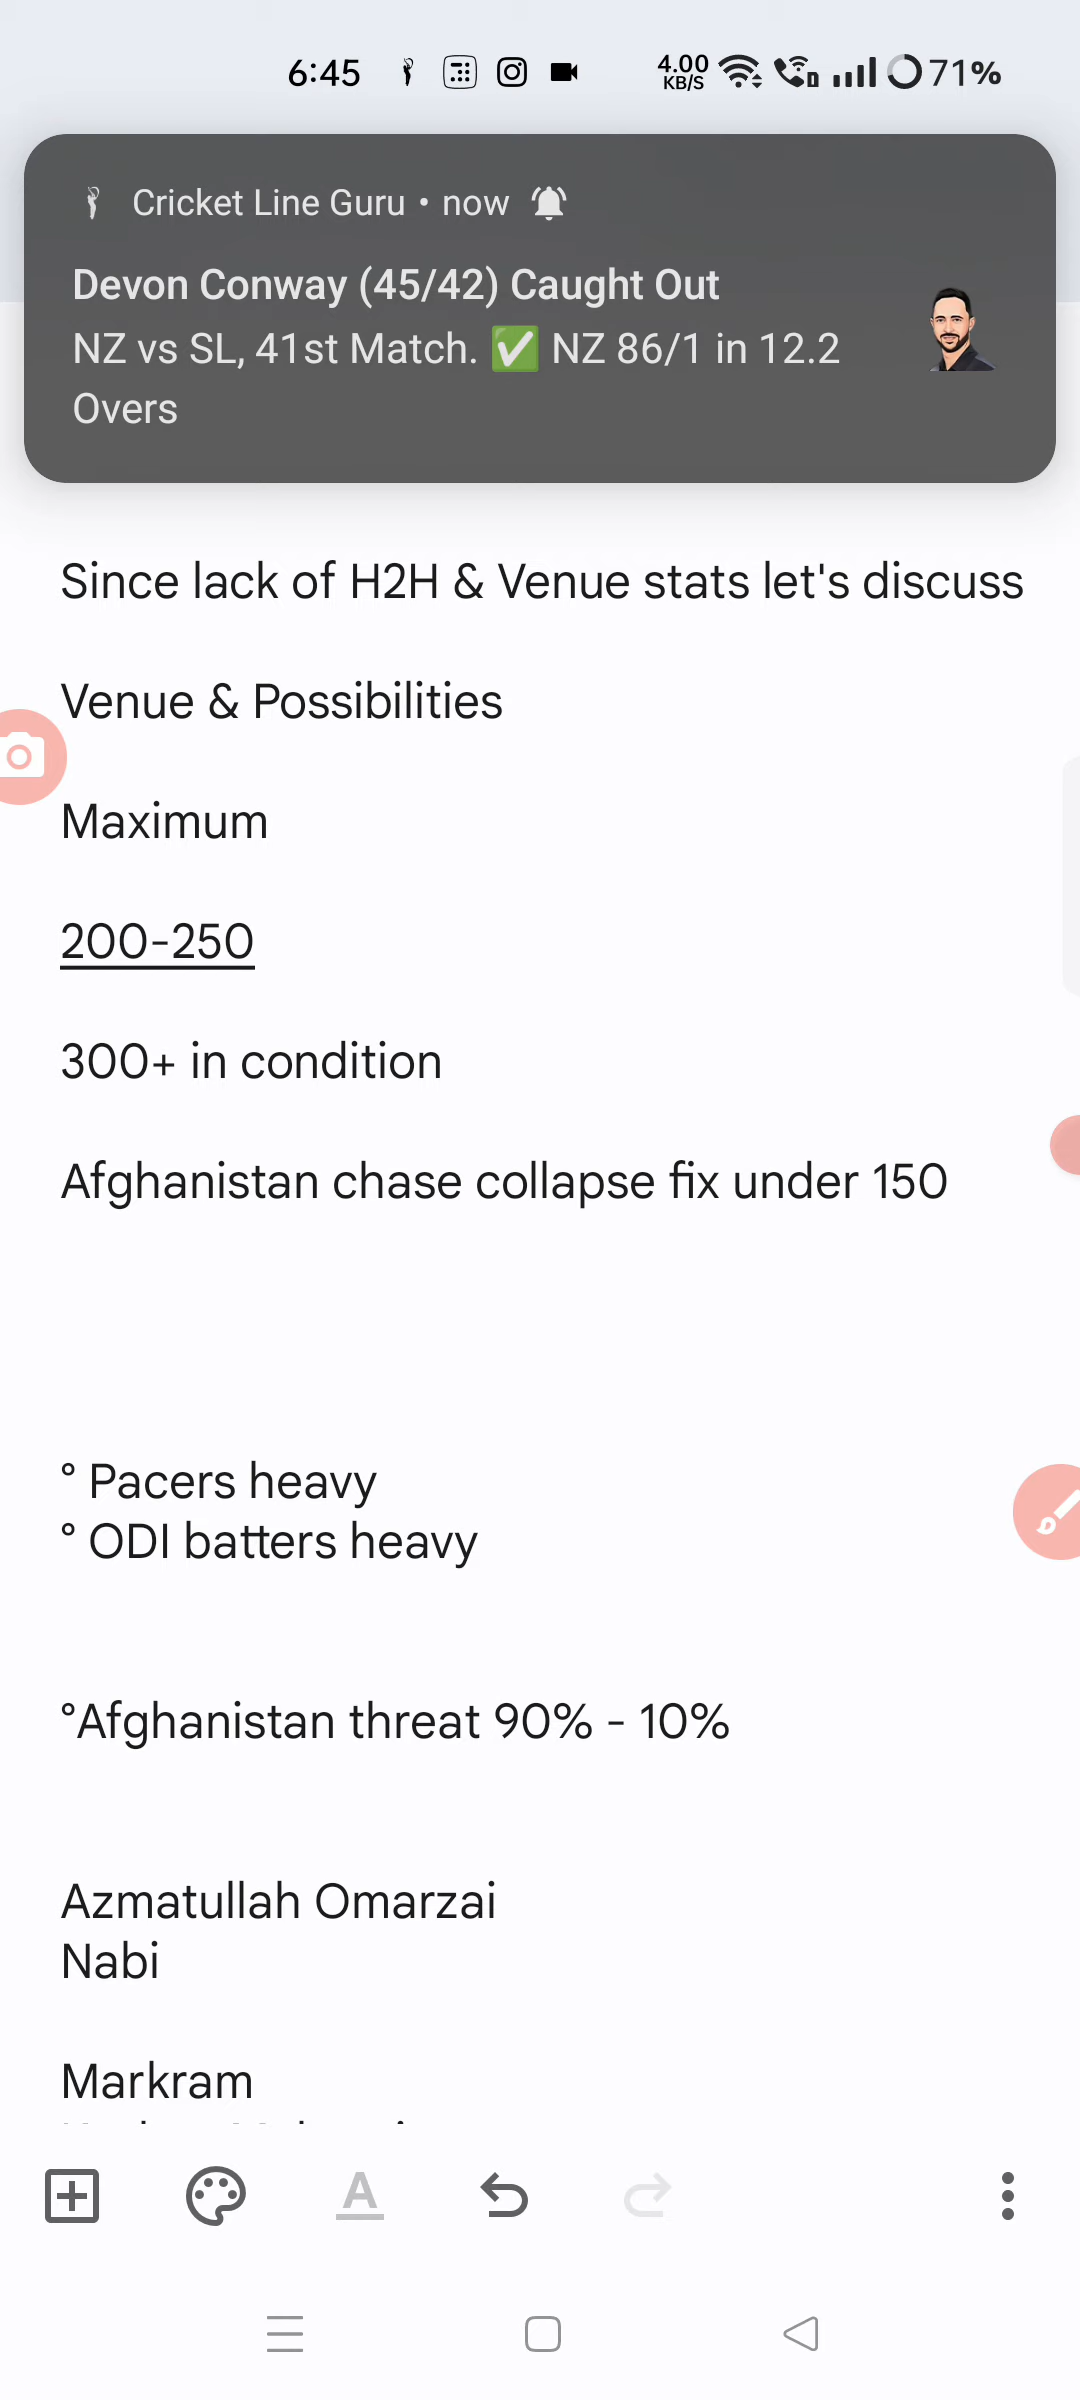 6:45
4.00 KB/S
71%
Cricket Line Guru • now
Devon Conway (45/42) Caught Out
NZ vs SL, 41st Match. ✅ NZ 86/1 in 12.2
Overs
Since lack of H2H & Venue stats let's discuss
Venue & Possibilities
Maximum
200-250
300+ in condition
Afghanistan chase collapse fix under 150
° Pacers heavy
° ODI batters heavy
°Afghanistan threat 90% - 10%
Azmatullah Omarzai
Nabi
Markram
A